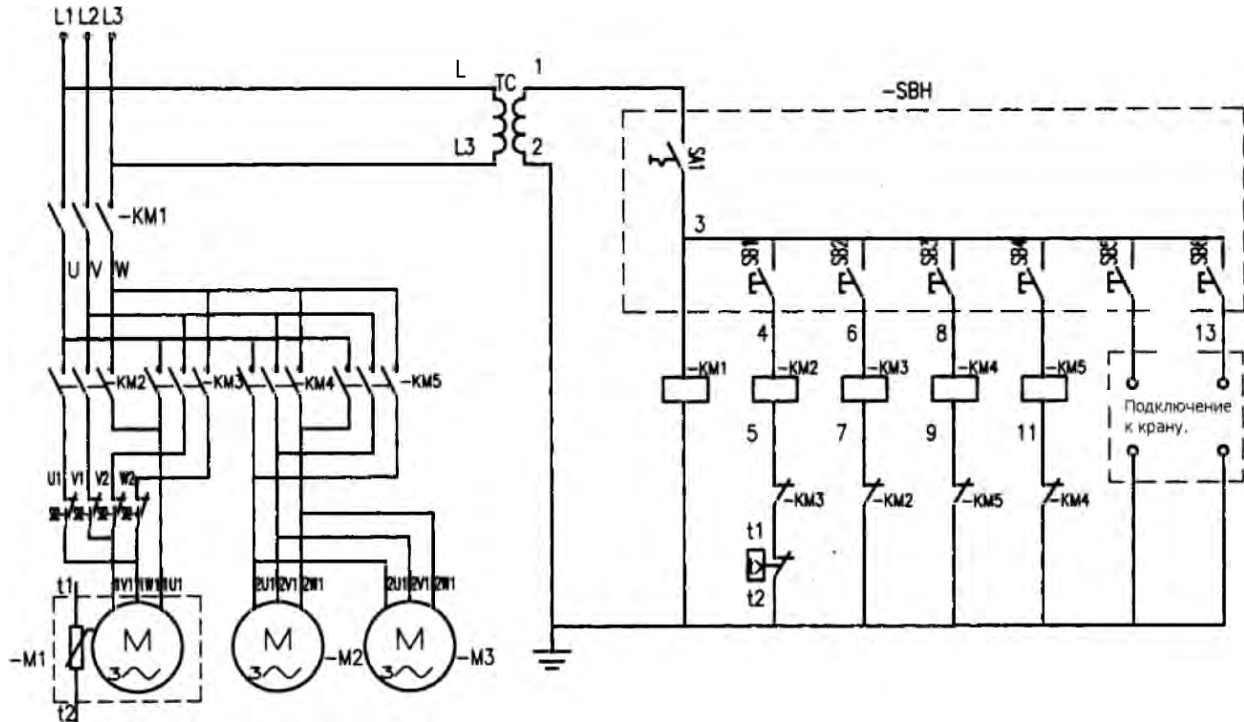 L1 L2 L3
L
TC
1
-SBH
L3
2
SA1
-KM1
3
SB1
SB2
SB3
SB4
SB5
SB6
U V W
4
6
8
13
-KM2
-KM3
-KM4
-KM5
-KM1
-KM2
-KM3
-KM4
-KM5
Подключение
к крану.
5
7
9
11
U1 V1 V2 W2
-KM3
-KM2
-KM5
-KM4
t1
t2
t1
1V1 1W1 1U1
2U1 2V1 2W1
2U1 2V1 2W1
-M1
M
3
M
3
-M2
M
3
-M3
t2